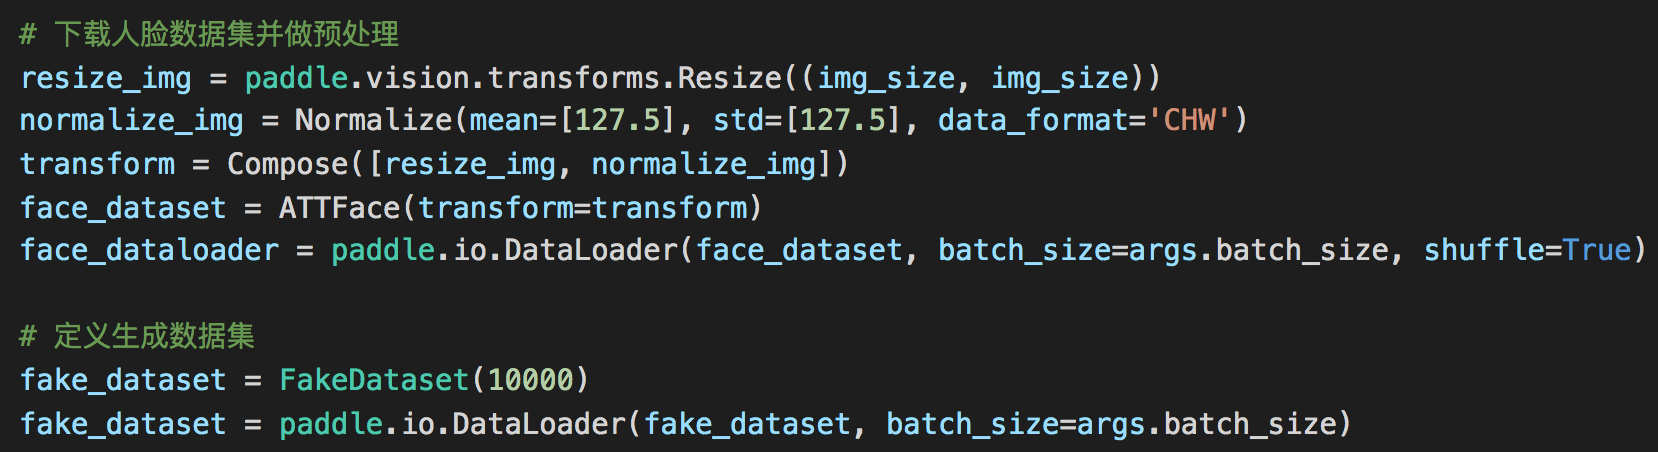 # 下载人脸数据集并做预处理
resize_img = paddle.vision.transforms.Resize((img_size, img_size))
normalize_img = Normalize(mean=[127.5], std=[127.5], data_format='CHW')
transform = Compose([resize_img, normalize_img])
face_dataset = ATTFace(transform=transform)
face_dataloader = paddle.io.DataLoader(face_dataset, batch_size=args.batch_size, shuffle=True)
# 定义生成数据集
fake_dataset = FakeDataset(10000)
fake_dataset = paddle.io.DataLoader(fake_dataset, batch_size=args.batch_size)